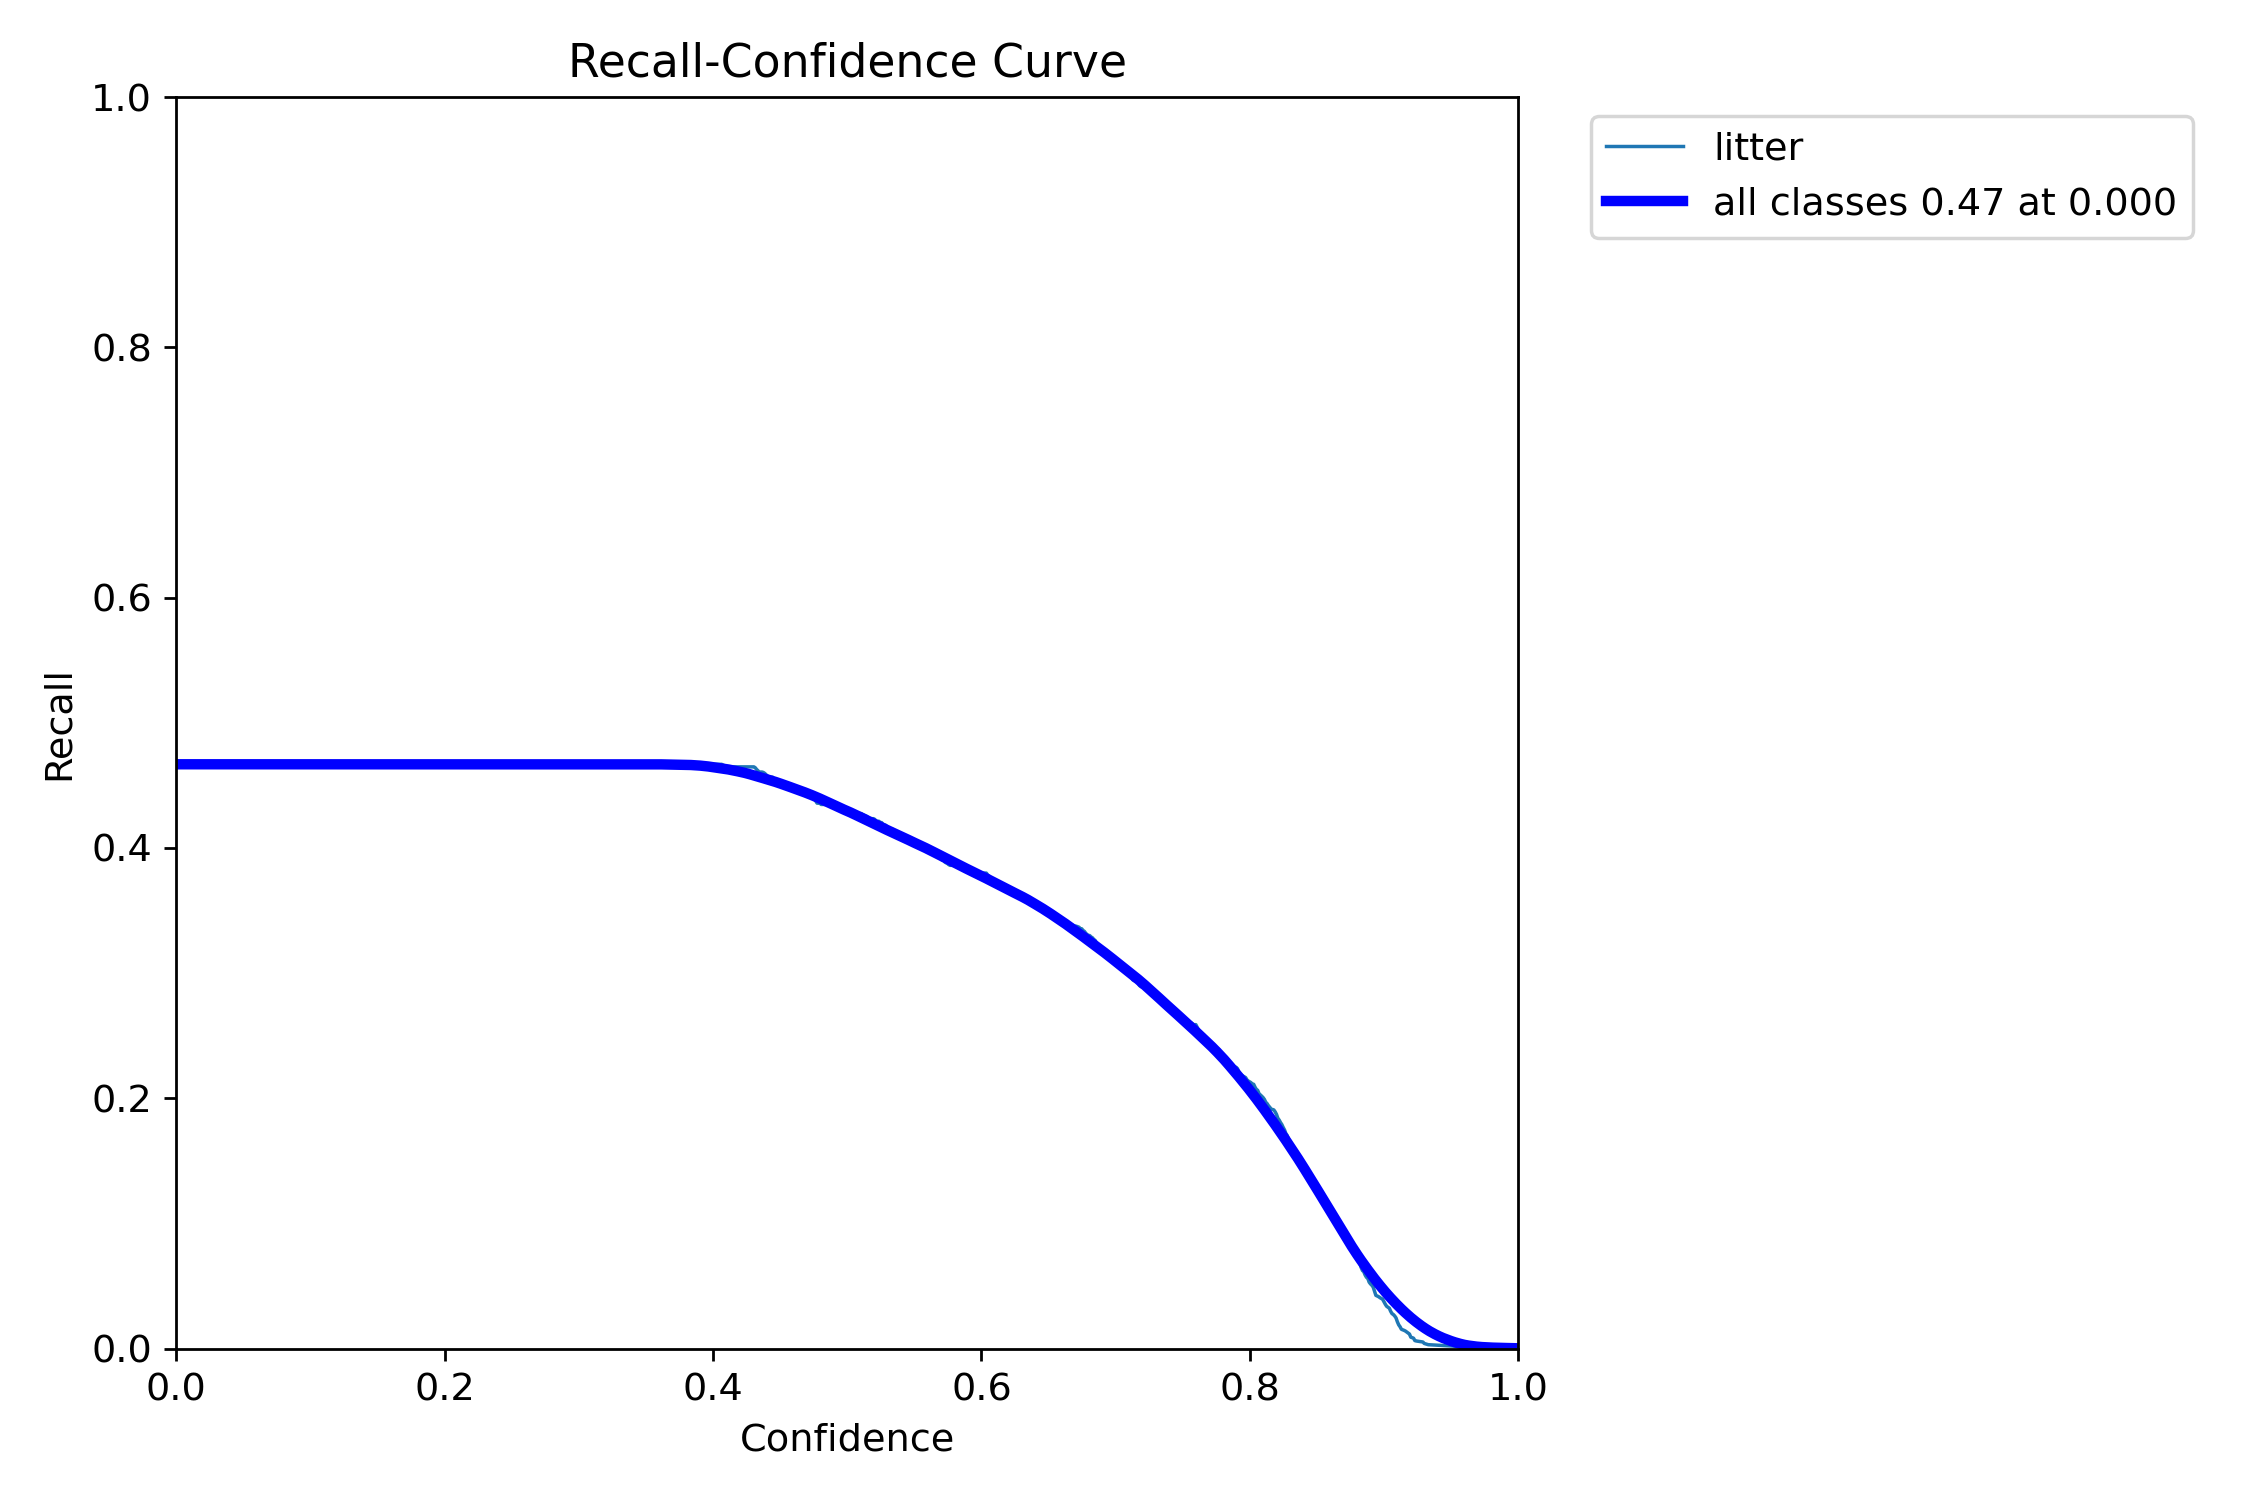 Recall-Confidence Curve
1.0
0.8
0.6
0.4
0.2
0.0
Recall
0.0 0.2 0.4 0.6 0.8 1.0
Confidence
litter
all classes 0.47 at 0.000